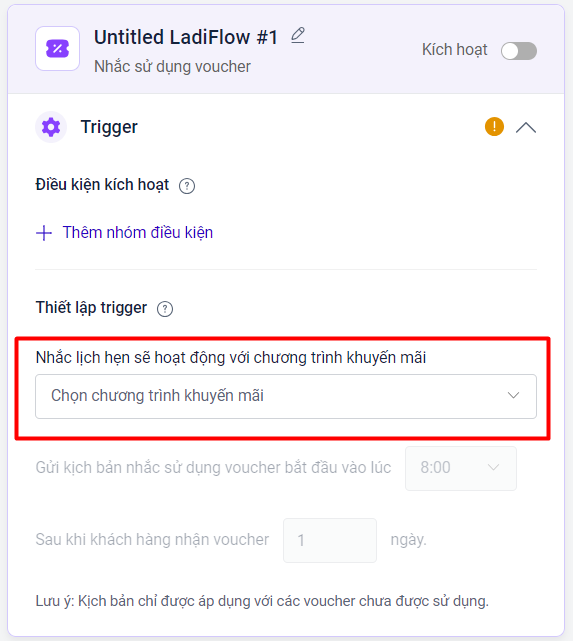 Untitled LadiFlow #1
Nhắc sử dụng voucher
Kích hoạt
Trigger
Điều kiện kích hoạt
Thêm nhóm điều kiện
Thiết lập trigger
Nhắc lịch hẹn sẽ hoạt động với chương trình khuyến mãi
Chọn chương trình khuyến mãi
Gửi kịch bản nhắc sử dụng voucher bắt đầu vào lúc 8:00
Sau khi khách hàng nhận voucher 1 ngày.
Lưu ý: Kịch bản chỉ được áp dụng với các voucher chưa được sử dụng.